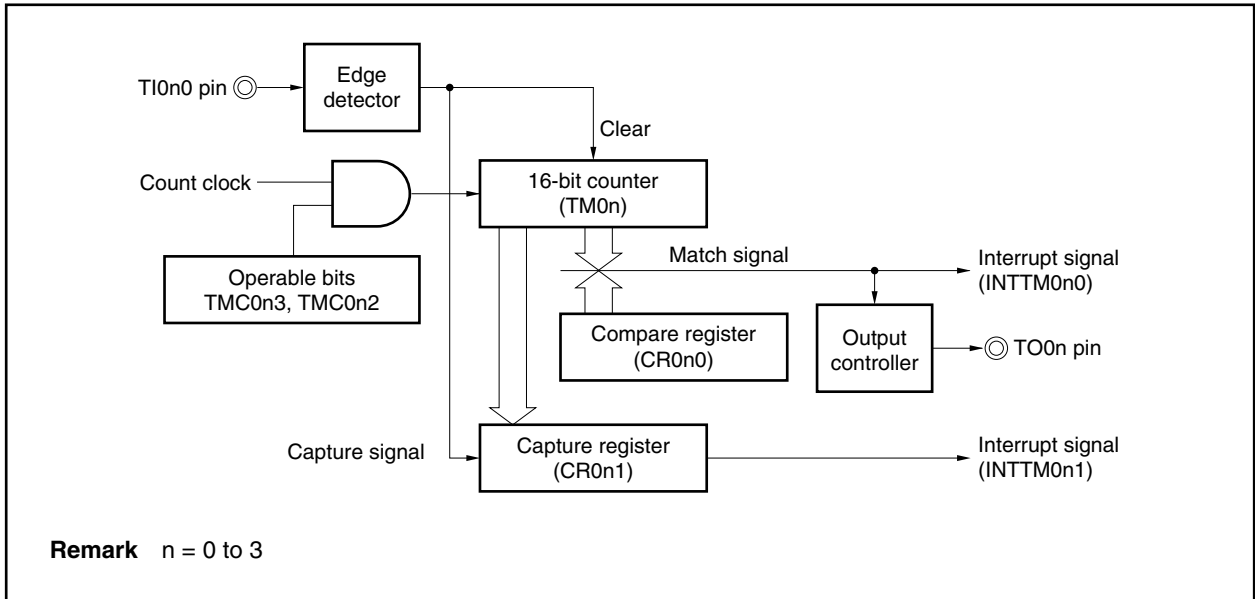 TI0n0 pin
Edge
detector
Clear
Count clock
16-bit counter
(TM0n)
Operable bits
TMC0n3, TMC0n2
Match signal
Interrupt signal
(INTTM0n0)
Compare register
(CR0n0)
Output
controller
TO0n pin
Capture signal
Capture register
(CR0n1)
Interrupt signal
(INTTM0n1)
Remark n = 0 to 3